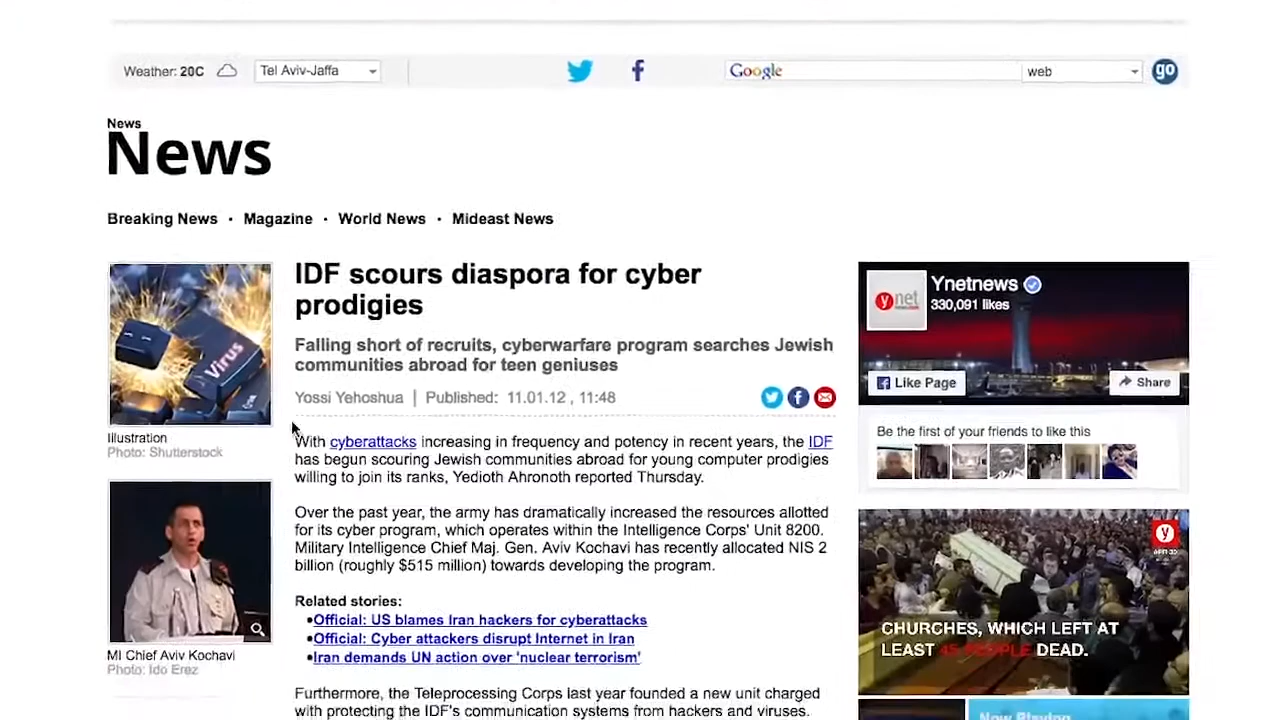 Weather: 20C
Tel Aviv-Jaffa
f
Google
web
go
News
News
Breaking News · Magazine · World News · Mideast News
Virus
Illustration
Photo: Shutterstock
MI Chief Aviv Kochavi
Photo: Ido Erez
IDF scours diaspora for cyber
prodigies
Falling short of recruits, cyberwarfare program searches Jewish
communities abroad for teen geniuses
Yossi Yehoshua | Published: 11.01.12 , 11:48
With cyberattacks increasing in frequency and potency in recent years, the IDF
has begun scouring Jewish communities abroad for young computer prodigies
willing to join its ranks, Yedioth Ahronoth reported Thursday.
Over the past year, the army has dramatically increased the resources allotted
for its cyber program, which operates within the Intelligence Corps' Unit 8200.
Military Intelligence Chief Maj. Gen. Aviv Kochavi has recently allocated NIS 2
billion (roughly $515 million) towards developing the program.
Related stories:
•Official: US blames Iran hackers for cyberattacks
•Official: Cyber attackers disrupt Internet in Iran
•Iran demands UN action over 'nuclear terrorism'
Furthermore, the Teleprocessing Corps last year founded a new unit charged
with protecting the IDF's communication systems from hackers and viruses.
ynet
Ynetnews
330,091 likes
Like Page
Share
Be the first of your friends to like this
CHURCHES, WHICH LEFT AT
LEAST 45 PEOPLE DEAD.
Now Playing